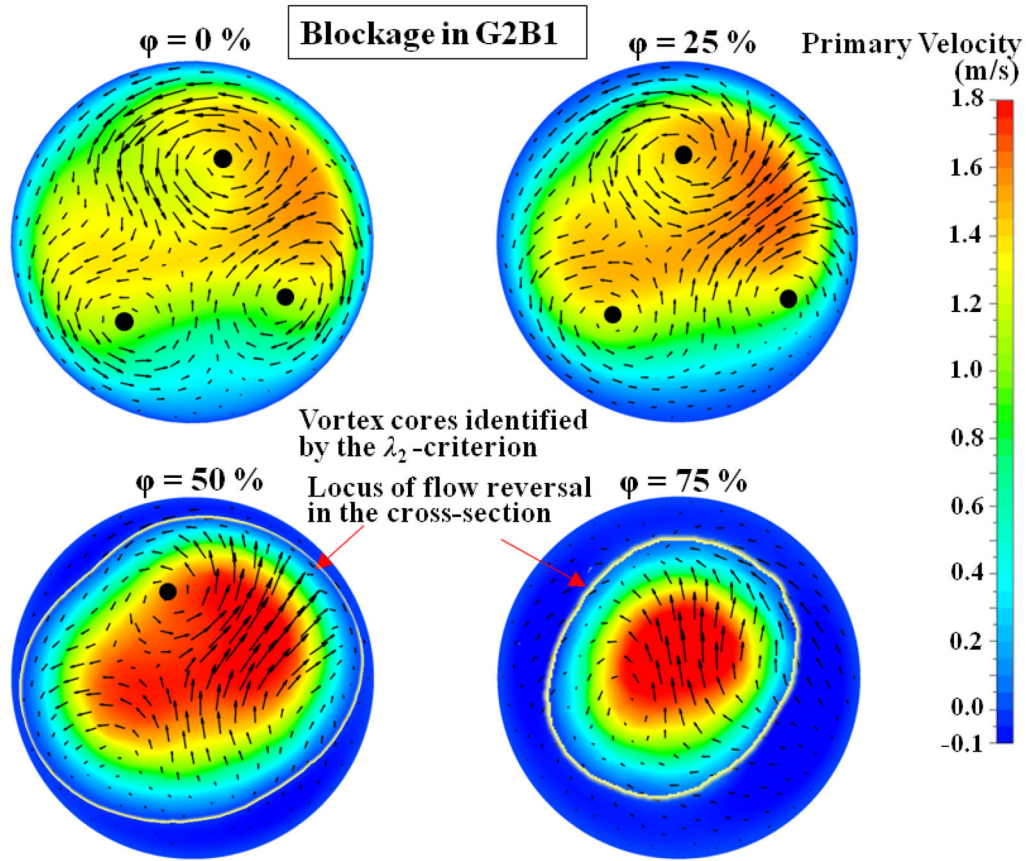 Blockage in G2B1
φ = 0 %
φ = 25 %
Primary Velocity
(m/s)
1.8
1.6
1.4
1.2
1.0
0.8
0.6
0.4
0.2
0.0
-0.1
Vortex cores identified
by the λ₂ -criterion
φ = 50 %
Locus of flow reversal
in the cross-section
φ = 75 %